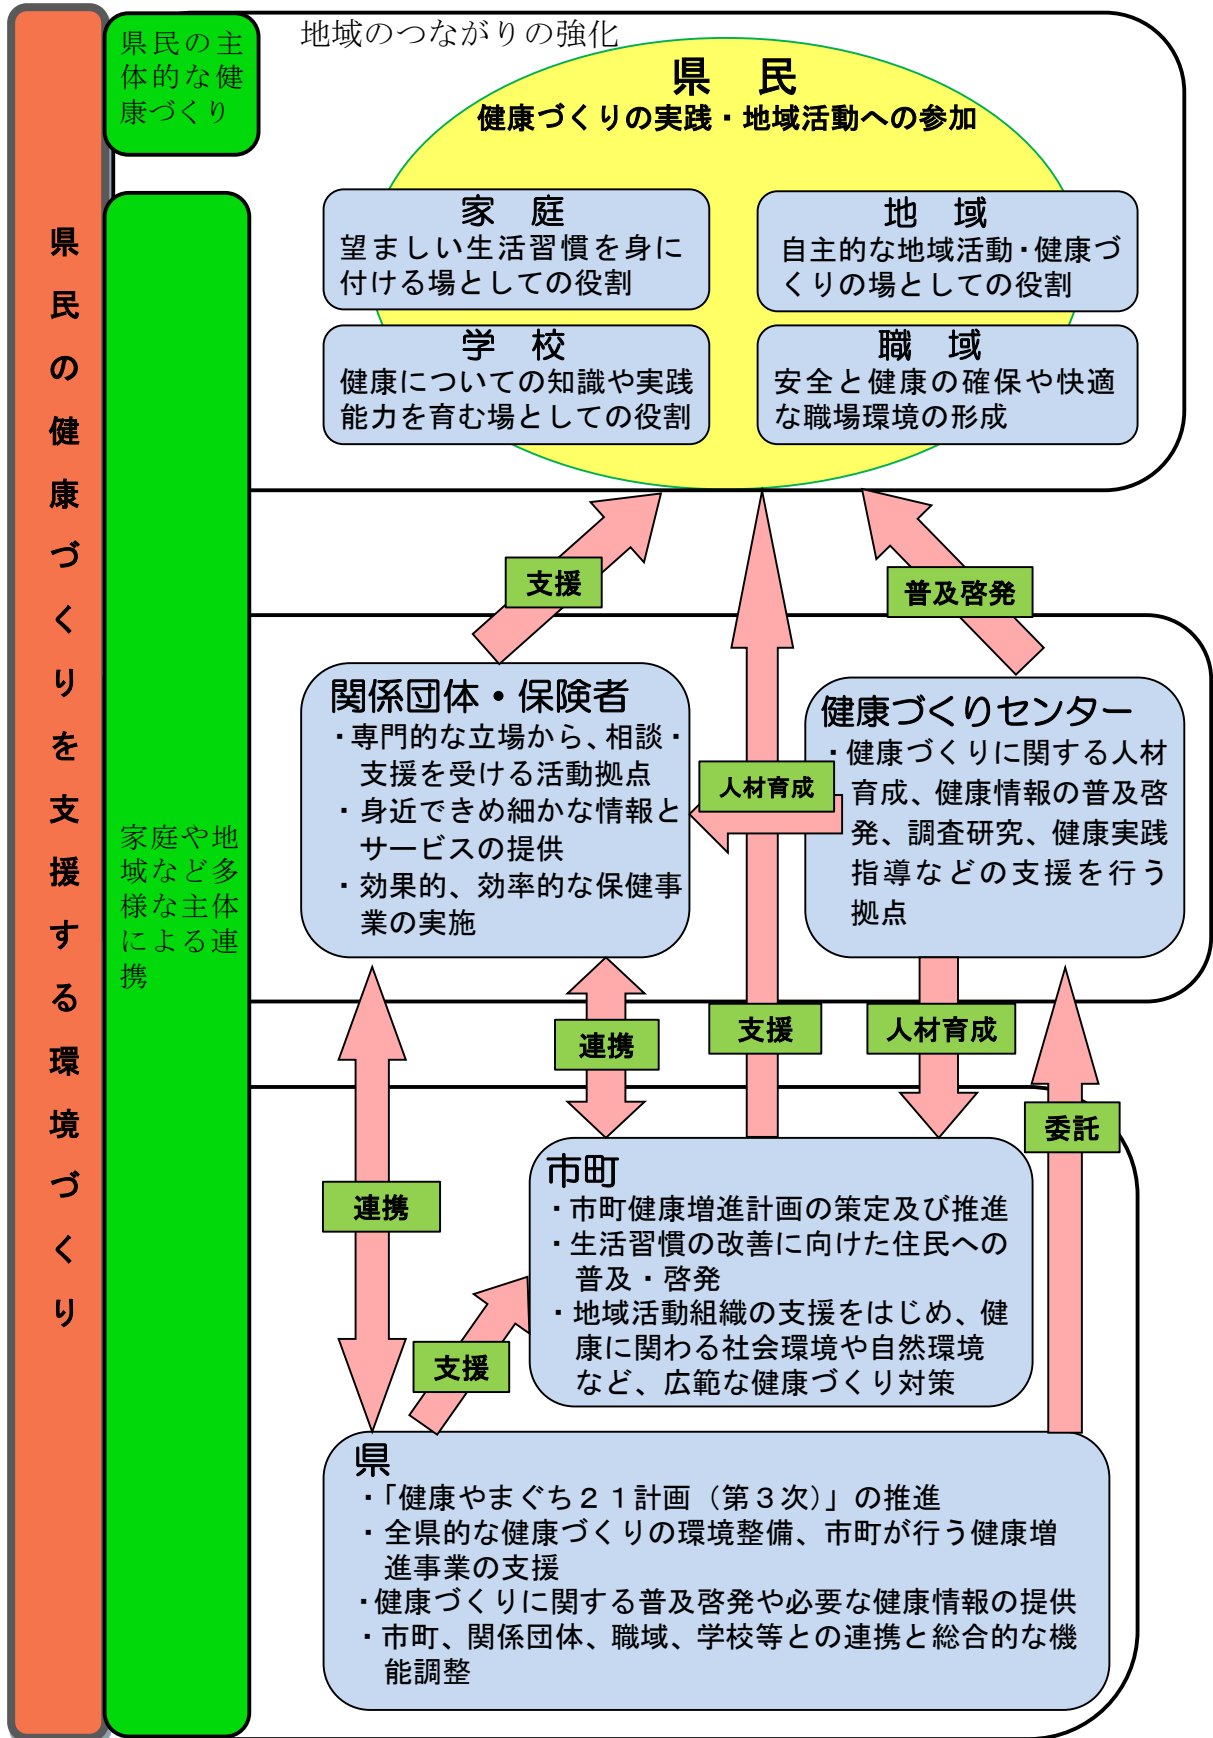 県民の健康づくりを支援する環境づくり
県民の主
体的な健
康づくり
家庭や地
域など多
様な主体
による連
携
地域のつながりの強化
県　民
健康づくりの実践・地域活動への参加
家　庭
望ましい生活習慣を身に
付ける場としての役割
地　域
自主的な地域活動・健康づ
くりの場としての役割
学　校
健康についての知識や実践
能力を育む場としての役割
職　域
安全と健康の確保や快適
な職場環境の形成
支援
普及啓発
関係団体・保険者
・専門的な立場から、相談・
支援を受ける活動拠点
・身近できめ細かな情報と
サービスの提供
・効果的、効率的な保健事
業の実施
人材育成
健康づくりセンター
・健康づくりに関する人材
育成、健康情報の普及啓
発、調査研究、健康実践
指導などの支援を行う
拠点
連携
支援
人材育成
委託
連携
市町
・市町健康増進計画の策定及び推進
・生活習慣の改善に向けた住民への
普及・啓発
・地域活動組織の支援をはじめ、健
康に関わる社会環境や自然環境
など、広範な健康づくり対策
支援
県
・「健康やまぐち２１計画（第３次）」の推進
・全県的な健康づくりの環境整備、市町が行う健康増
進事業の支援
・健康づくりに関する普及啓発や必要な健康情報の提供
・市町、関係団体、職域、学校等との連携と総合的な機
能調整